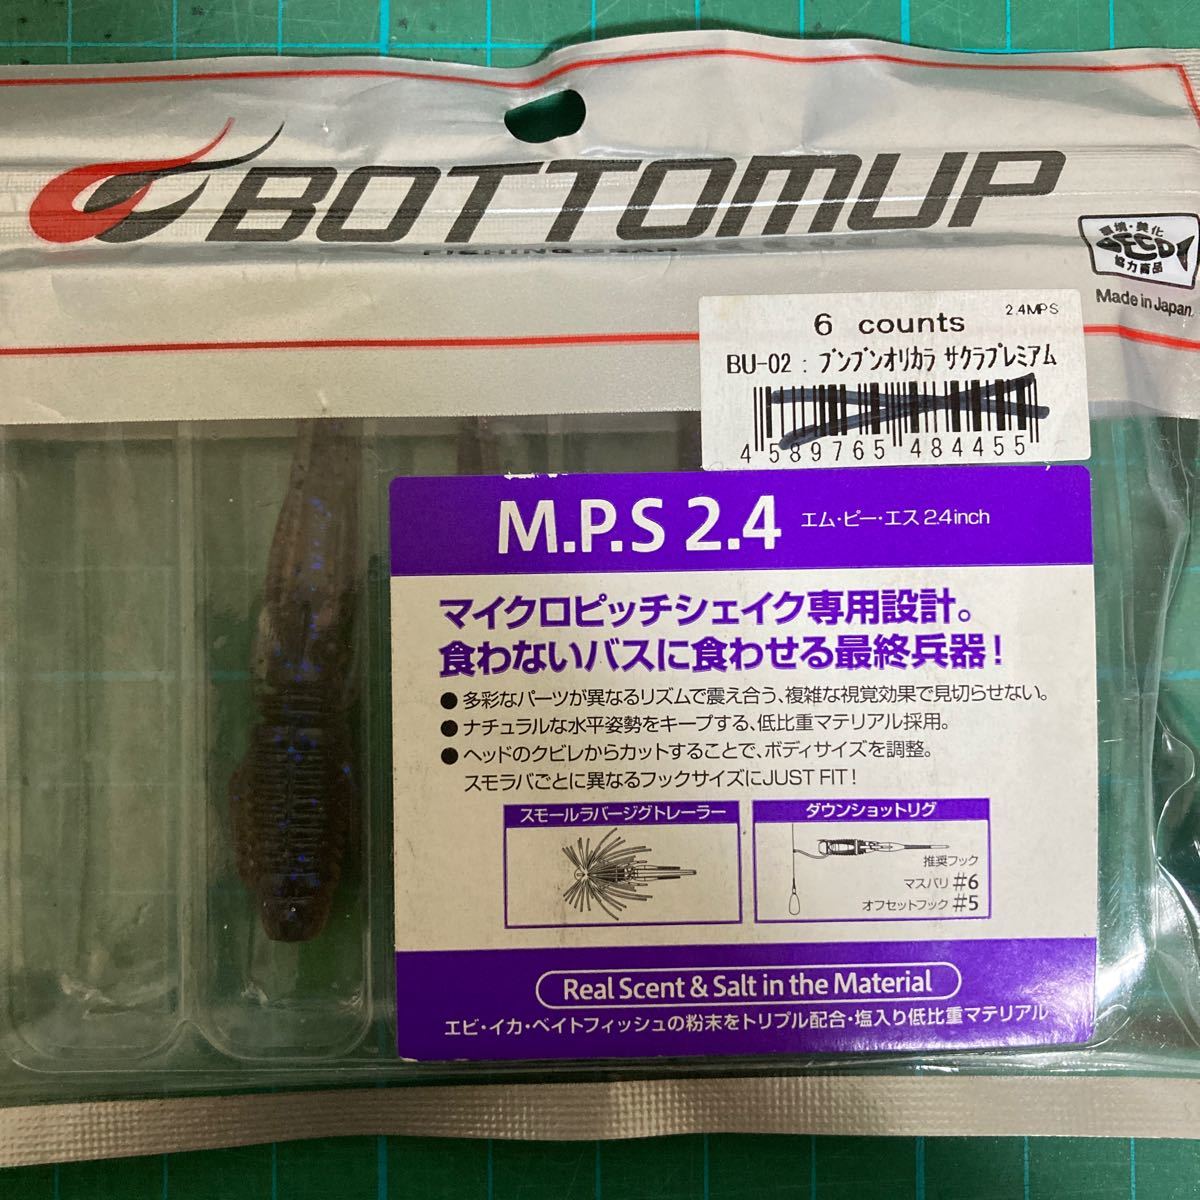 BOTTOMUP
FISHING GEAR
環境・美化
ECO
協力商品
Made in Japan.
6 counts
2.4MPS
BU-02 : ブンブンオリカラ サクラプレミアム
4 589765 484455
M.P.S 2.4 エム・ピー・エス 2.4inch
マイクロピッチシェイク専用設計。
食わないバスに食わせる最終兵器！
●多彩なパーツが異なるリズムで震え合う、複雑な視覚効果で見切らせない。
●ナチュラルな水平姿勢をキープする、低比重マテリアル採用。
●ヘッドのクビレからカットすることで、ボディサイズを調整。
スモラバごとに異なるフックサイズにJUST FIT！
スモールラバージグトレーラー
ダウンショットリグ
推奨フック
マスバリ #6
オフセットフック #5
Real Scent & Salt in the Material
エビ・イカ・ベイトフィッシュの粉末をトリプル配合・塩入り低比重マテリアル